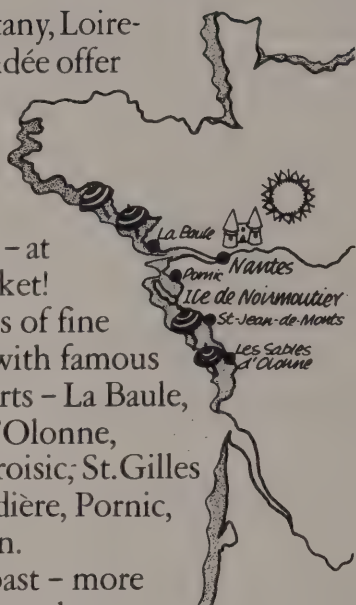 tany, Loire-
dée offer
– at
ket!
s of fine
with famous
rts – La Baule,
'Olonne,
roisic, St. Gilles
dière, Pornic,
n.
past – more
La Baule
Nantes
Pornic
Ile de Noirmoutier
St-Jean-de-Monts
Les Sables
d'Olonne